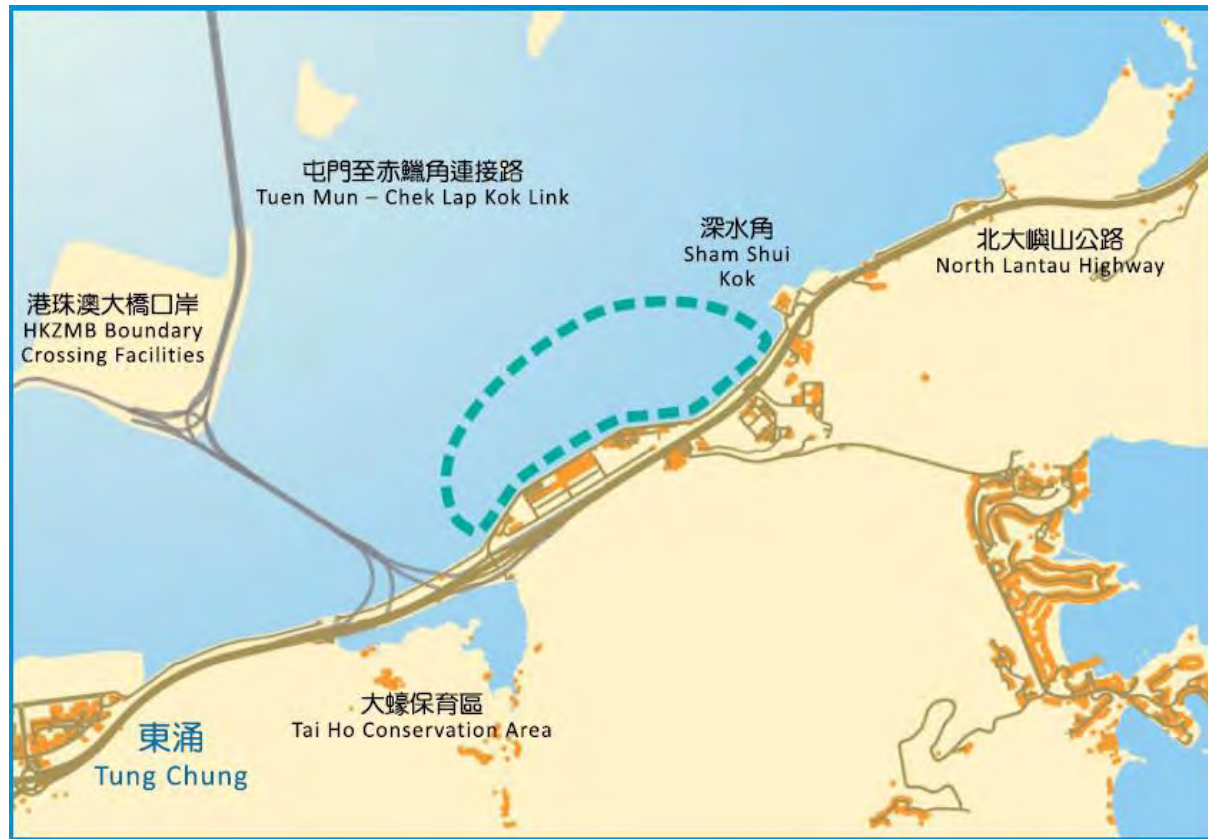 屯門至赤鱲角連接路
Tuen Mun – Chek Lap Kok Link
深水角
Sham Shui
Kok
北大嶼山公路
North Lantau Highway
港珠澳大橋口岸
HKZMB Boundary
Crossing Facilities
大蠔保育區
Tai Ho Conservation Area
東涌
Tung Chung